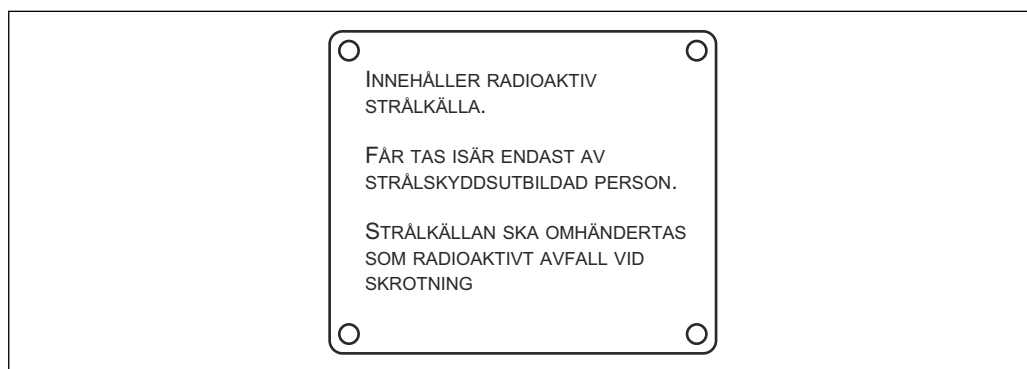 INNEHÅLLER RADIOAKTIV
STRÅLKÄLLA.
FÅR TAS ISÄR ENDAST AV
STRÅLSKYDDSUTBILDAD PERSON.
STRÅLKÄLLAN SKA OMHÄNDERTAS
SOM RADIOAKTIVT AVFALL VID
SKROTNING